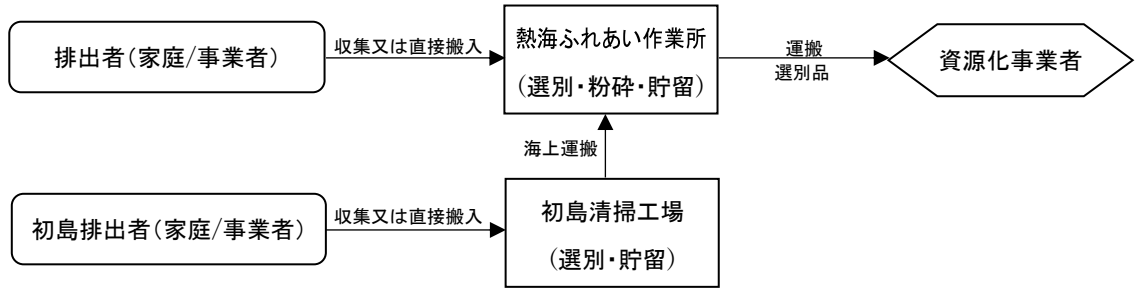 排出者（家庭/事業者）
収集又は直接搬入
熱海ふれあい作業所
（選別・粉砕・貯留）
運搬
選別品
資源化事業者
海上運搬
初島排出者（家庭/事業者）
収集又は直接搬入
初島清掃工場
（選別・貯留）